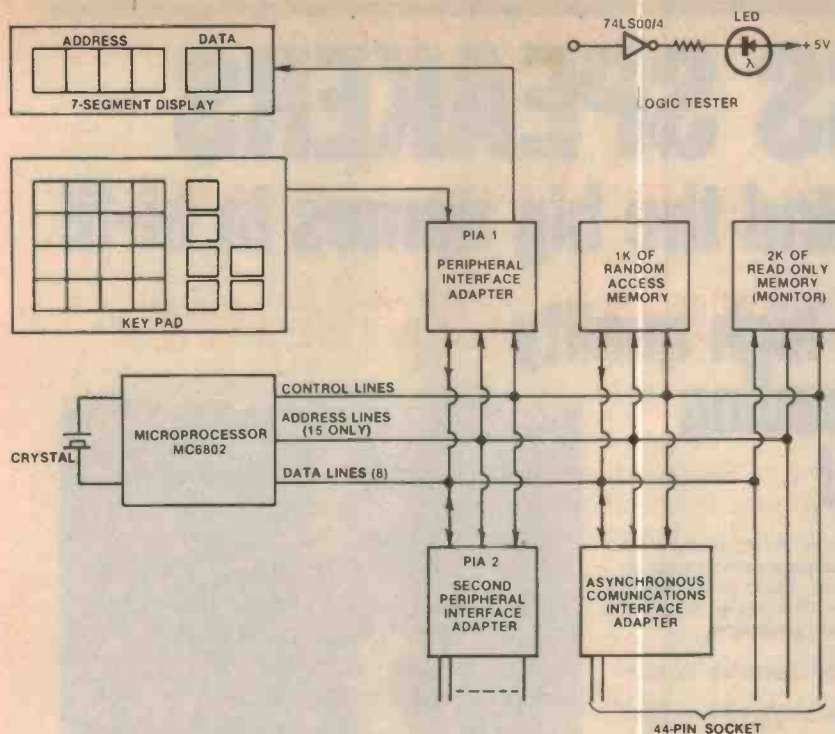 ADDRESS
DATA
7-SEGMENT DISPLAY
74LS00/4
LED
λ
+5V
LOGIC TESTER
KEY PAD
PIA 1
PERIPHERAL
INTERFACE
ADAPTER
1K OF
RANDOM
ACCESS
MEMORY
2K OF
READ ONLY
MEMORY
(MONITOR)
CRYSTAL
MICROPROCESSOR
MC6802
CONTROL LINES
ADDRESS LINES
(15 ONLY)
DATA LINES (8)
PIA 2
SECOND
PERIPHERAL
INTERFACE
ADAPTER
ASYNCHRONOUS
COMUNICATIONS
INTERFACE
ADAPTER
44-PIN SOCKET